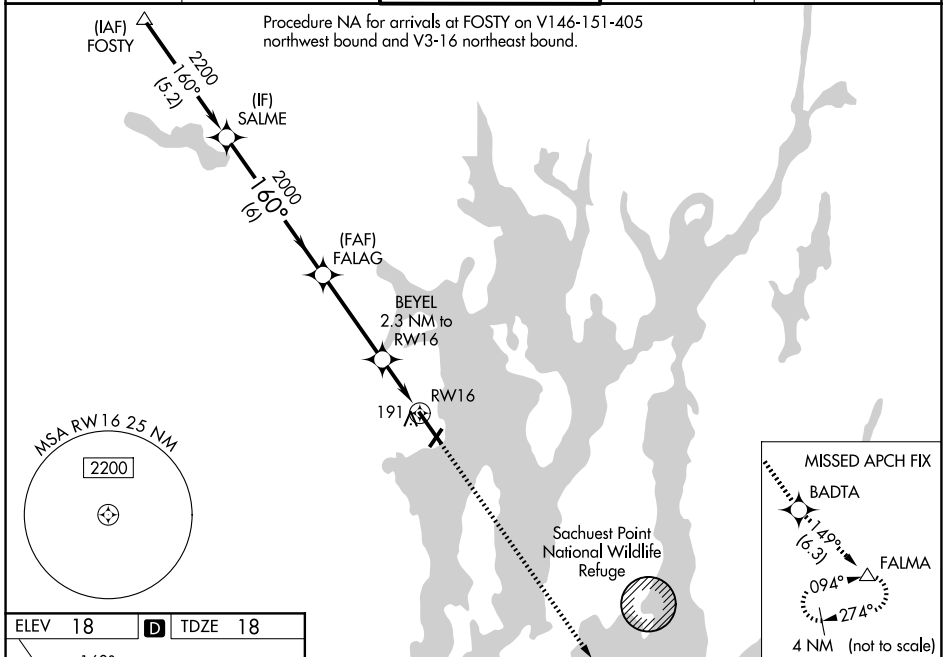 Procedure NA for arrivals at FOSTY on V146-151-405
northwest bound and V3-16 northeast bound.
(IAF)
FOSTY
2200
160°
(5.2)
(IF)
SALME
2000
160°
(6)
(FAF)
FALAG
BEYEL
2.3 NM to
RW16
RW16
191
MSA RW16 25 NM
2200
Sachuest Point
National Wildlife
Refuge
MISSED APCH FIX
BADTA
149°
(6.3)
FALMA
094°
274°
4 NM (not to scale)
ELEV 18 D TDZE 18